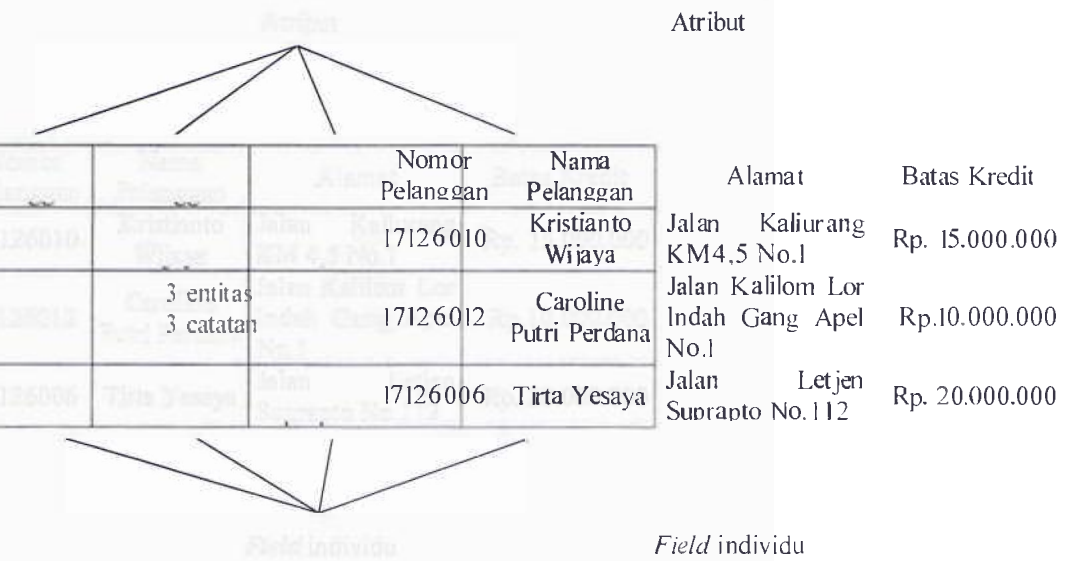 Atribut
Nomor Pelanggan
Nama Pelanggan
Alamat
Batas Kredit
17126010
Kristianto
Wijaya
Jalan Kaliurang
KM4,5 No.1
Rp. 15.000.000
3 entitas
3 catatan
17126012
Caroline
Putri Perdana
Jalan Kalilom Lor
Indah Gang Apel
No.1
Rp.10.000.000
17126006
Tirta Yesaya
Jalan Letjen
Suprapto No.112
Rp. 20.000.000
Field individu